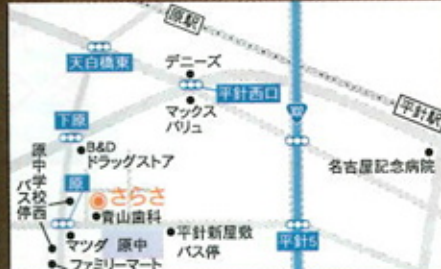 原駅
天白橋東
デニーズ
平針西口
平針駅
マックス
バリュ
302
下原
B&D
ドラッグストア
名古屋記念病院
原中学校西
バス停
原
さらさ
青山歯科
平針新屋敷
バス停
平針5
マツダ
原中
ファミリーマート